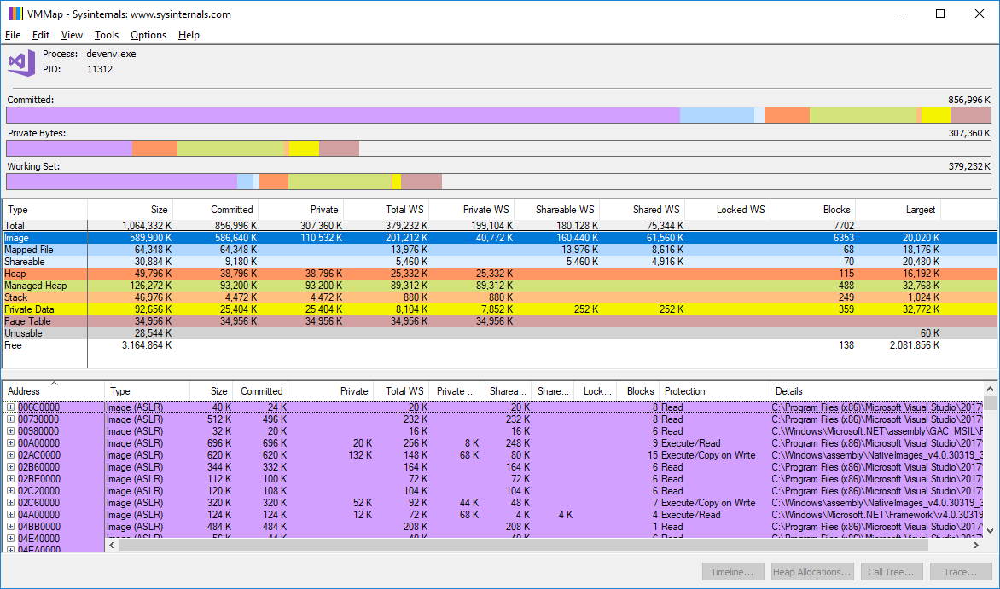 VMMap - Sysinternals: www.sysinternals.com
File Edit View Tools Options Help
Process: devenv.exe
PID: 11312
Committed: 856,996 K
Private Bytes: 307,360 K
Working Set: 379,232 K
Type Size Committed Private Total WS Private WS Shareable WS Shared WS Locked WS Blocks Largest
Total 1,064,332 K 856,996 K 307,360 K 379,232 K 199,104 K 180,128 K 75,344 K 7702
Image 589,900 K 586,640 K 110,532 K 201,212 K 40,772 K 160,440 K 61,560 K 6353 20,020 K
Mapped File 64,348 K 64,348 K 13,976 K 13,976 K 8,616 K 68 18,176 K
Shareable 30,884 K 9,180 K 5,460 K 5,460 K 4,916 K 70 20,480 K
Heap 49,796 K 38,796 K 38,796 K 25,332 K 25,332 K 115 16,192 K
Managed Heap 126,272 K 93,200 K 93,200 K 89,312 K 89,312 K 488 32,768 K
Stack 46,976 K 4,472 K 4,472 K 880 K 880 K 249 1,024 K
Private Data 92,656 K 25,404 K 25,404 K 8,104 K 7,852 K 252 K 252 K 359 32,772 K
Page Table 34,956 K 34,956 K 34,956 K 34,956 K 34,956 K
Unusable 28,544 K 60 K
Free 3,164,864 K 138 2,081,856 K
Address Type Size Committed Private Total WS Private ... Sharea... Share... Lock... Blocks Protection Details
006C0000 Image (ASLR) 40 K 24 K 20 K 20 K 8 Read C:\Program Files (x86)\Microsoft Visual Studio\2017
00730000 Image (ASLR) 512 K 496 K 232 K 232 K 8 Read C:\Program Files (x86)\Microsoft Visual Studio\2017
00980000 Image (ASLR) 32 K 20 K 16 K 16 K 6 Read C:\Windows\Microsoft.NET\assembly\GAC_MSIL\
00A00000 Image (ASLR) 696 K 696 K 20 K 256 K 8 K 248 K 9 Execute/Read C:\Program Files (x86)\Microsoft Visual Studio\2017
02AC0000 Image (ASLR) 620 K 620 K 132 K 148 K 68 K 80 K 15 Execute/Copy on Write C:\Windows\assembly\NativeImages_v4.0.30319_3
02B60000 Image (ASLR) 344 K 332 K 164 K 164 K 6 Read C:\Program Files (x86)\Microsoft Visual Studio\2017
02BE0000 Image (ASLR) 112 K 100 K 72 K 72 K 6 Read C:\Program Files (x86)\Microsoft Visual Studio\2017
02C20000 Image (ASLR) 120 K 108 K 104 K 104 K 6 Read C:\Program Files (x86)\Microsoft Visual Studio\2017
02C60000 Image (ASLR) 320 K 320 K 52 K 92 K 44 K 48 K 7 Execute/Copy on Write C:\Windows\assembly\NativeImages_v4.0.30319_3
04A00000 Image (ASLR) 124 K 124 K 12 K 72 K 68 K 4 K 4 K 4 Execute/Read C:\Windows\Microsoft.NET\Framework\v4.0.30319
04BB0000 Image (ASLR) 484 K 484 K 208 K 208 K 1 Read C:\Program Files (x86)\Microsoft Visual Studio\2017
04E40000 Image (ASLR) 56 K 44 K 40 K 40 K 6 Read C:\Program Files (x86)\Microsoft Visual Studio\2017
04EA0000
Timeline... Heap Allocations... Call Tree... Trace...